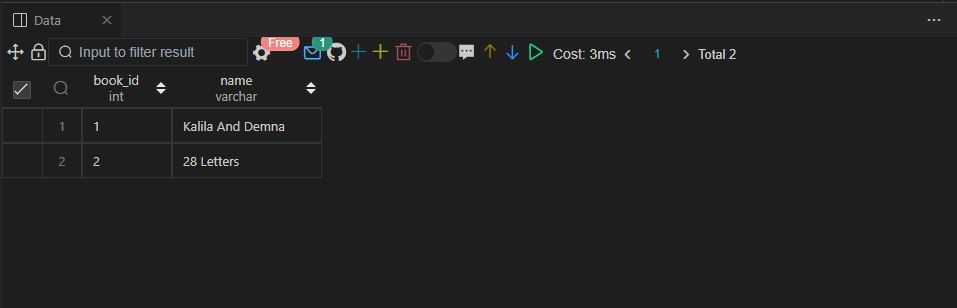 Data
Input to filter result Free 1 Cost: 3ms 1 Total 2
book_id name
int varchar
1 1 Kalila And Demna
2 2 28 Letters